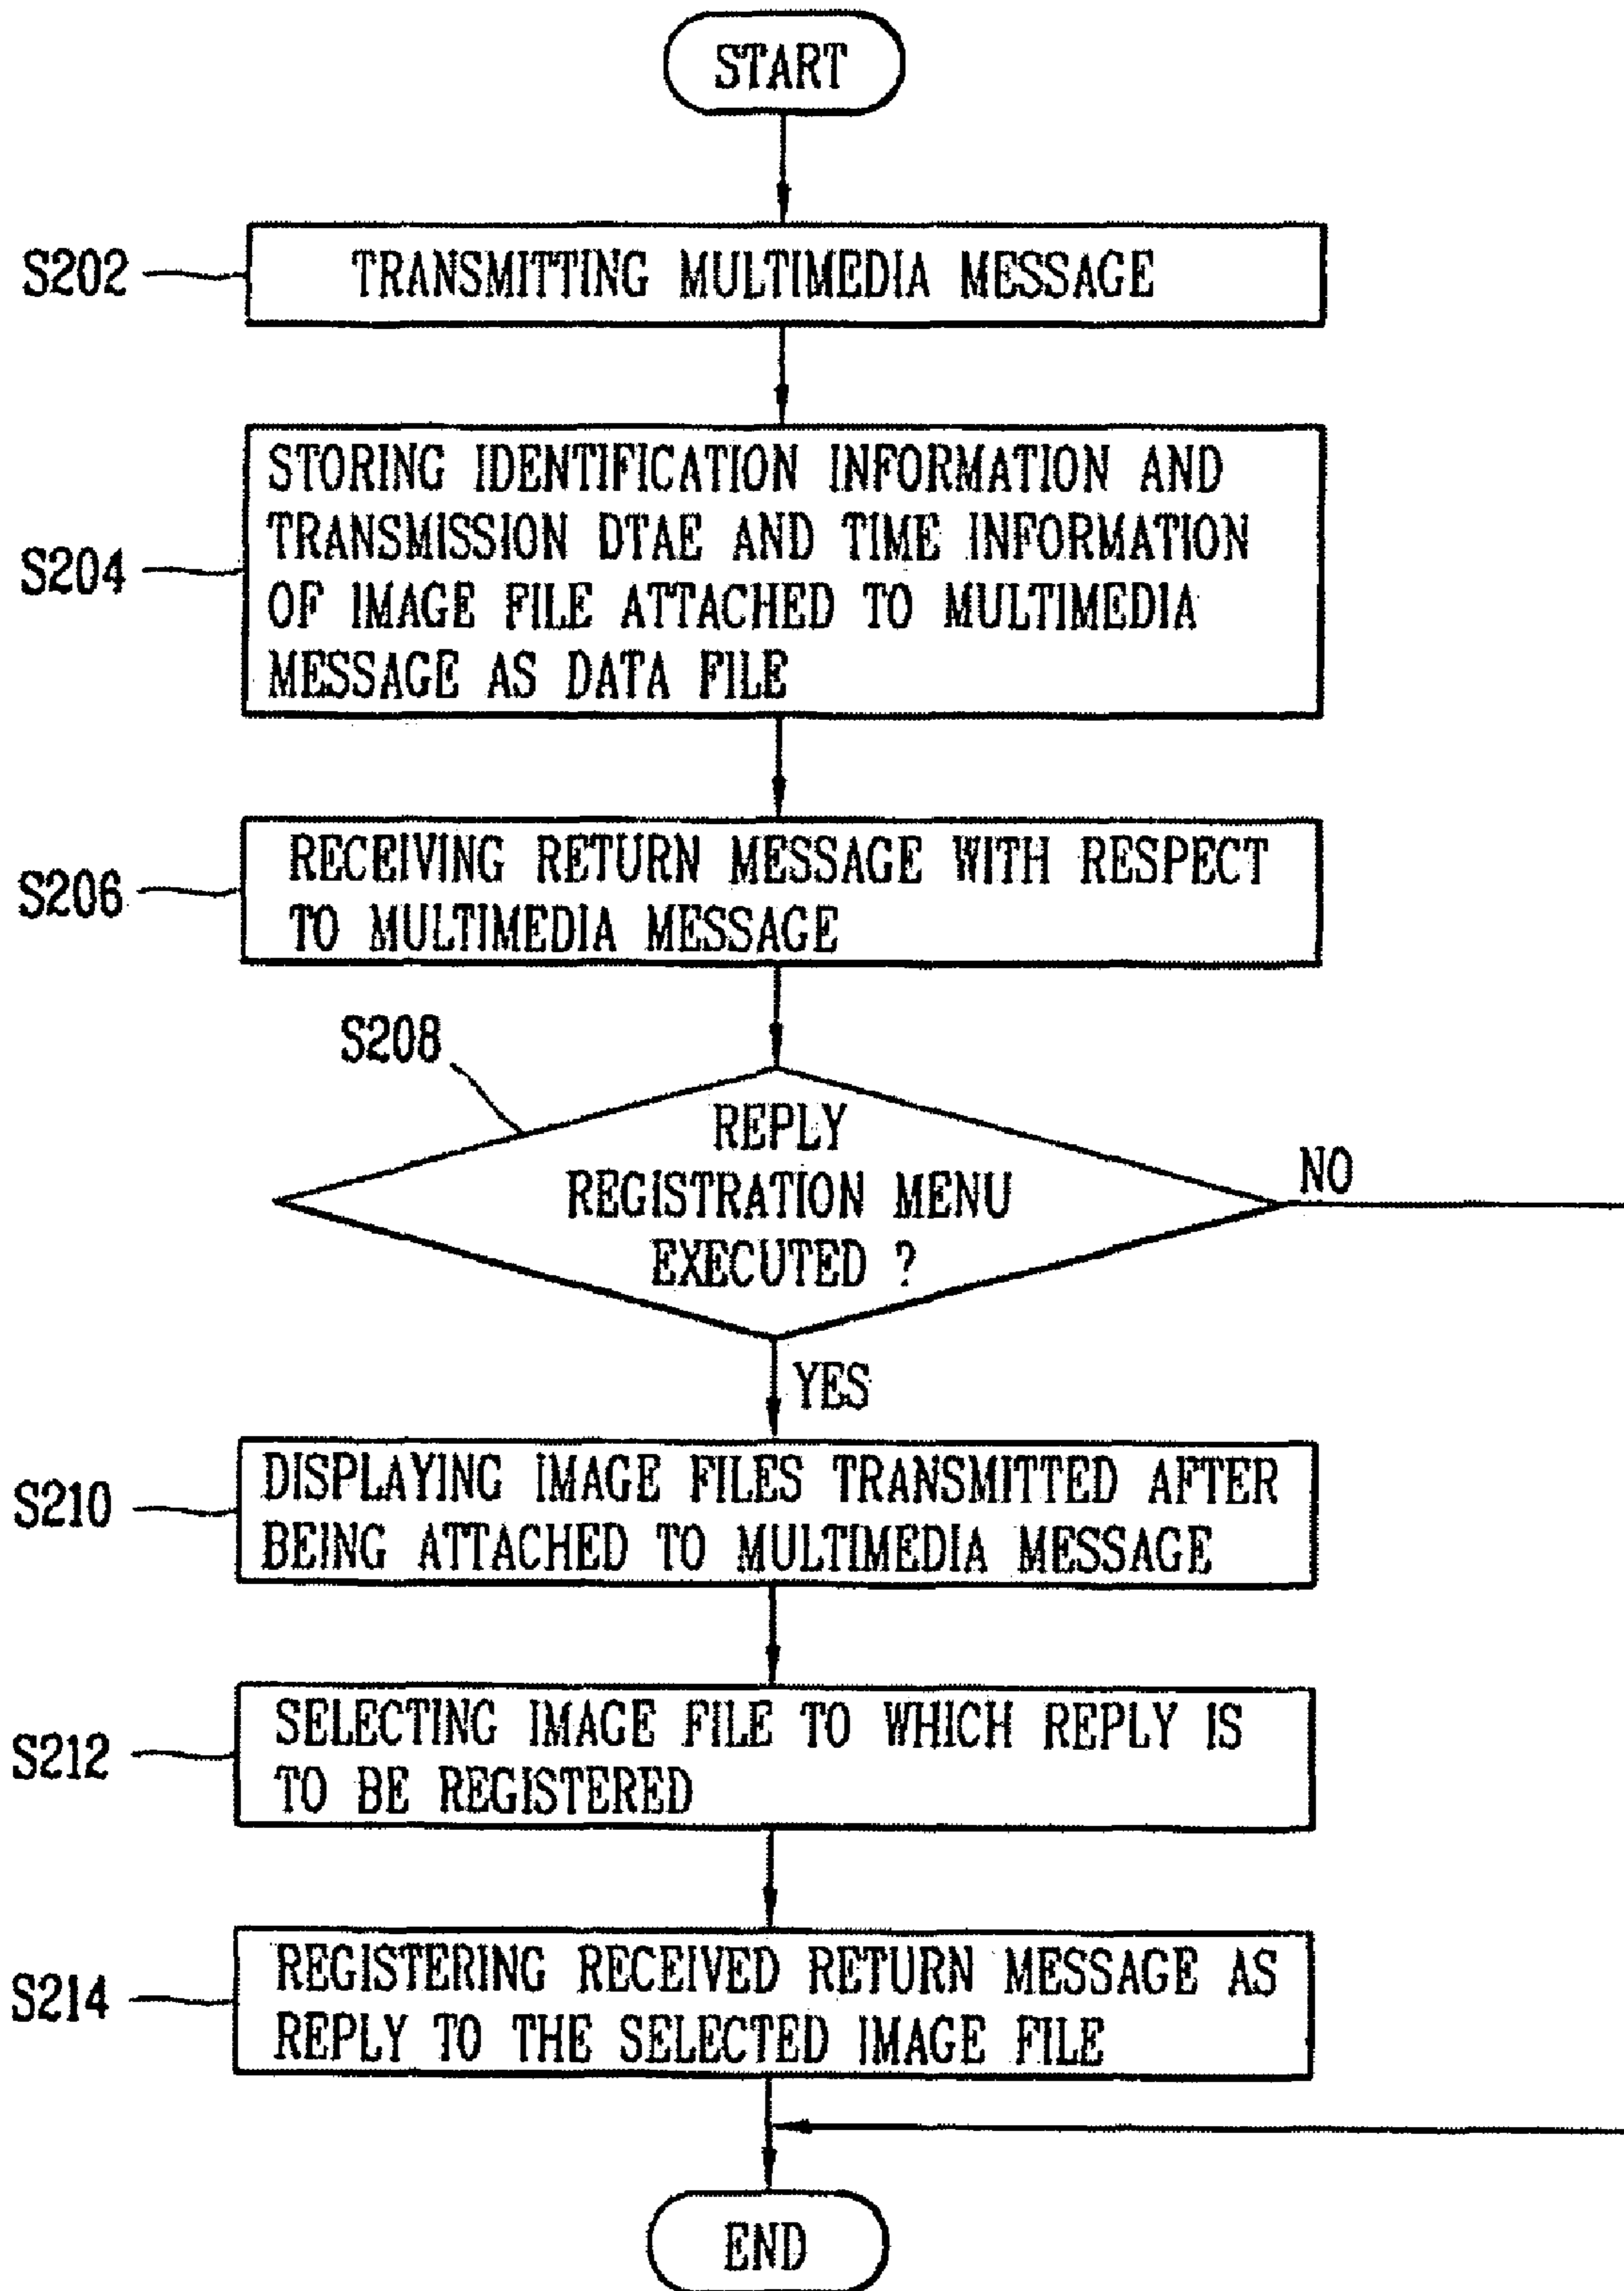 START
S202
TRANSMITTING MULTIMEDIA MESSAGE
S204
STORING IDENTIFICATION INFORMATION AND
TRANSMISSION DTAE AND TIME INFORMATION
OF IMAGE FILE ATTACHED TO MULTIMEDIA
MESSAGE AS DATA FILE
S206
RECEIVING RETURN MESSAGE WITH RESPECT
TO MULTIMEDIA MESSAGE
S208
REPLY
REGISTRATION MENU
EXECUTED ?
NO
YES
S210
DISPLAYING IMAGE FILES TRANSMITTED AFTER
BEING ATTACHED TO MULTIMEDIA MESSAGE
S212
SELECTING IMAGE FILE TO WHICH REPLY IS
TO BE REGISTERED
S214
REGISTERING RECEIVED RETURN MESSAGE AS
REPLY TO THE SELECTED IMAGE FILE
END